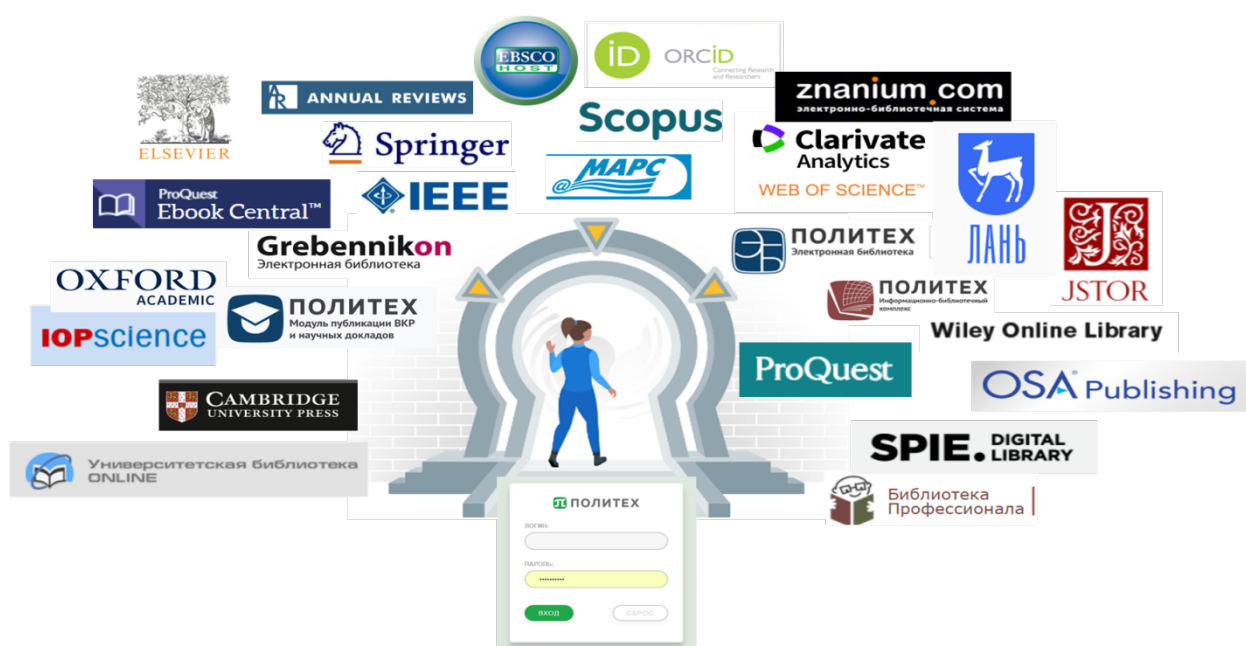 EBSCO
HOST
iD ORCiD
Connecting Research
and Researchers
ELSEVIER
AR ANNUAL REVIEWS
znanium.com
электронно-библиотечная система
Springer
Scopus
Clarivate
Analytics
WEB OF SCIENCE™
ProQuest
Ebook Central™
IEEE
@МАРС
ЛАНЬ
J
JSTOR
Grebennikon
Электронная библиотека
ПОЛИТЕХ
Электронная библиотека
OXFORD
ACADEMIC
ПОЛИТЕХ
Модуль публикации ВКР
и научных докладов
ПОЛИТЕХ
Информационно-библиотечный
комплекс
IOPscience
Wiley Online Library
ProQuest
OSA® Publishing
CAMBRIDGE
UNIVERSITY PRESS
SPIE. DIGITAL
LIBRARY
Университетская библиотека
ONLINE
Библиотека
Профессионала
ПОЛИТЕХ
ЛОГИН:
ПАРОЛЬ:
ВХОД СБРОС